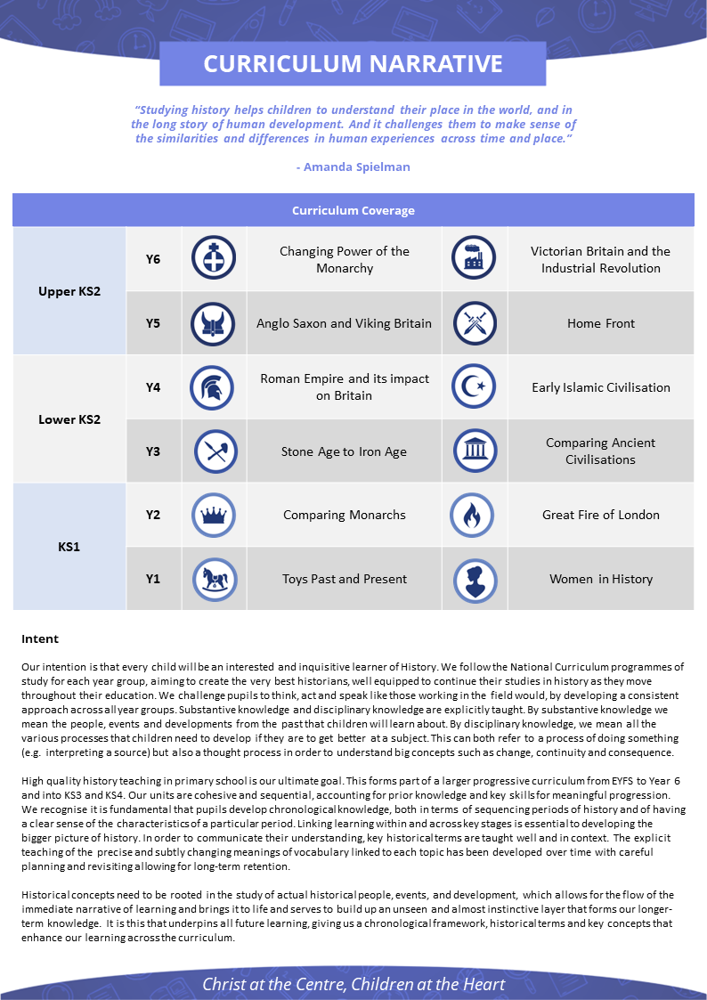 CURRICULUM NARRATIVE
“Studying history helps children to understand their place in the world, and in
the long story of human development. And it challenges them to make sense of
the similarities and differences in human experiences across time and place.”
- Amanda Spielman
Curriculum Coverage
Upper KS2
Y6
Changing Power of the
Monarchy
Victorian Britain and the
Industrial Revolution
Y5
Anglo Saxon and Viking Britain
Home Front
Lower KS2
Y4
Roman Empire and its impact
on Britain
Early Islamic Civilisation
Y3
Stone Age to Iron Age
Comparing Ancient
Civilisations
KS1
Y2
Comparing Monarchs
Great Fire of London
Y1
Toys Past and Present
Women in History
Intent
Our intention is that every child will be an interested and inquisitive learner of History. We follow the National Curriculum programmes of
study for each year group, aiming to create the very best historians, well equipped to continue their studies in history as they move
throughout their education. We challenge pupils to think, act and speak like those working in the field would, by developing a consistent
approach across all year groups. Substantive knowledge and disciplinary knowledge are explicitly taught. By substantive knowledge we
mean the people, events and developments from the past that children will learn about. By disciplinary knowledge, we mean all the
various processes that children need to develop if they are to get better at a subject. This can both refer to a process of doing something
(e.g. interpreting a source) but also a thought process in order to understand big concepts such as change, continuity and consequence.
High quality history teaching in primary school is our ultimate goal. This forms part of a larger progressive curriculum from EYFS to Year 6
and into KS3 and KS4. Our units are cohesive and sequential, accounting for prior knowledge and key skills for meaningful progression.
We recognise it is fundamental that pupils develop chronological knowledge, both in terms of sequencing periods of history and of having
a clear sense of the characteristics of a particular period. Linking learning within and across key stages is essential to developing the
bigger picture of history. In order to communicate their understanding, key historical terms are taught well and in context. The explicit
teaching of the precise and subtly changing meanings of vocabulary linked to each topic has been developed over time with careful
planning and revisiting allowing for long-term retention.
Historical concepts need to be rooted in the study of actual historical people, events, and development, which allows for the flow of the
immediate narrative of learning and brings it to life and serves to build up an unseen and almost instinctive layer that forms our longer-
term knowledge. It is this that underpins all future learning, giving us a chronological framework, historical terms and key concepts that
enhance our learning across the curriculum.
Christ at the Centre, Children at the Heart